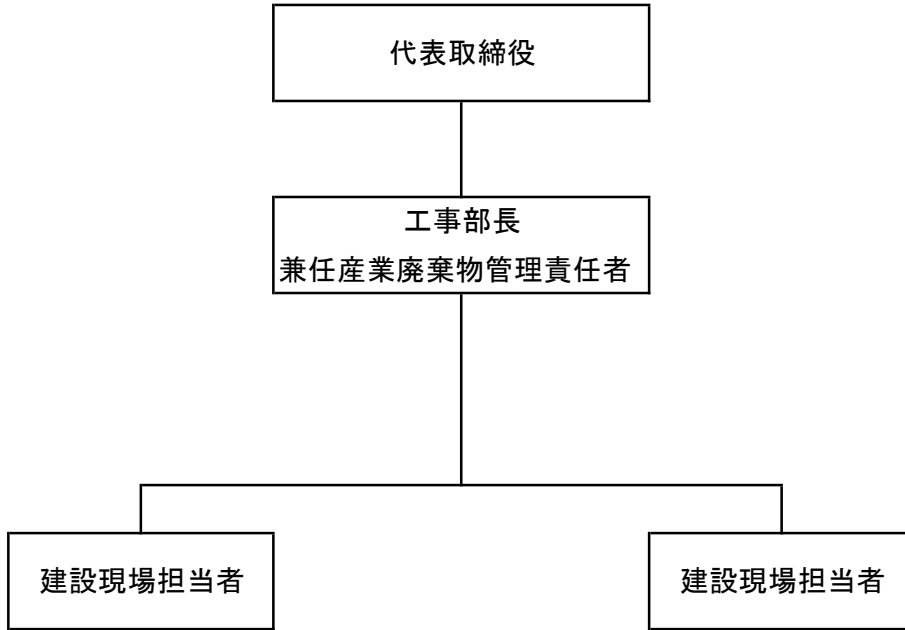 代表取締役
工事部長
兼任産業廃棄物管理責任者
建設現場担当者
建設現場担当者